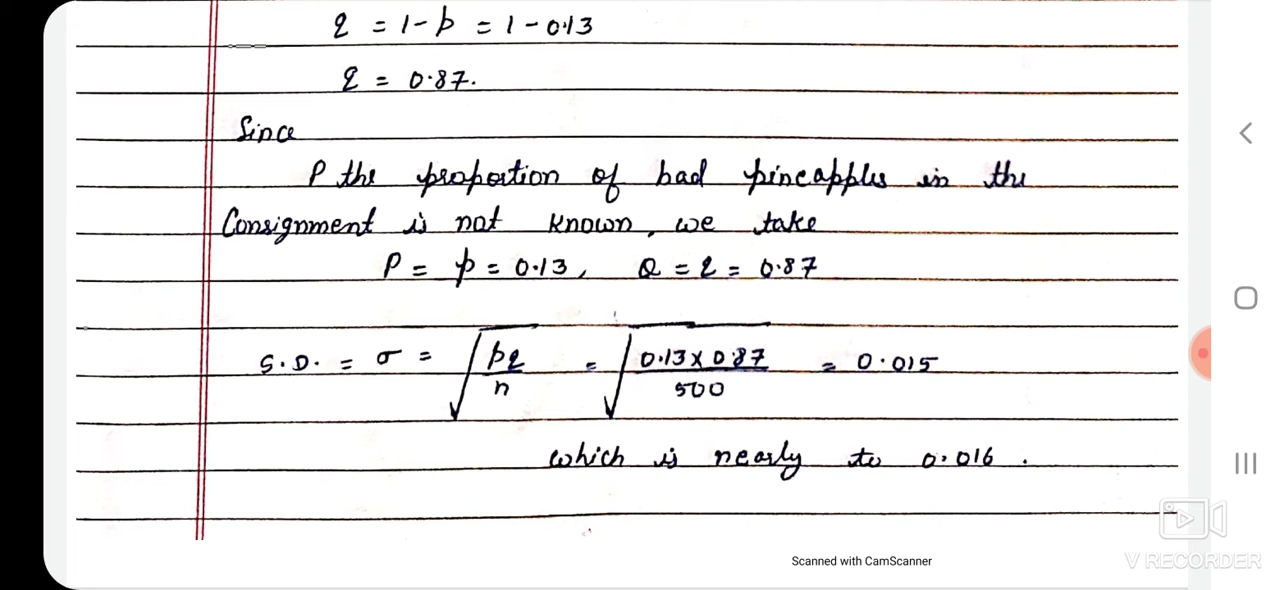 q = 1 - p = 1 - 0.13
q = 0.87.
Since
P the proportion of bad pineapples in the
Consignment is not known, we take
P = p = 0.13, Q = q = 0.87
S.D. = σ = √(pq/n) = √(0.13 × 0.87/500) = 0.015
which is nearly to 0.016.
Scanned with CamScanner
V RECORDER